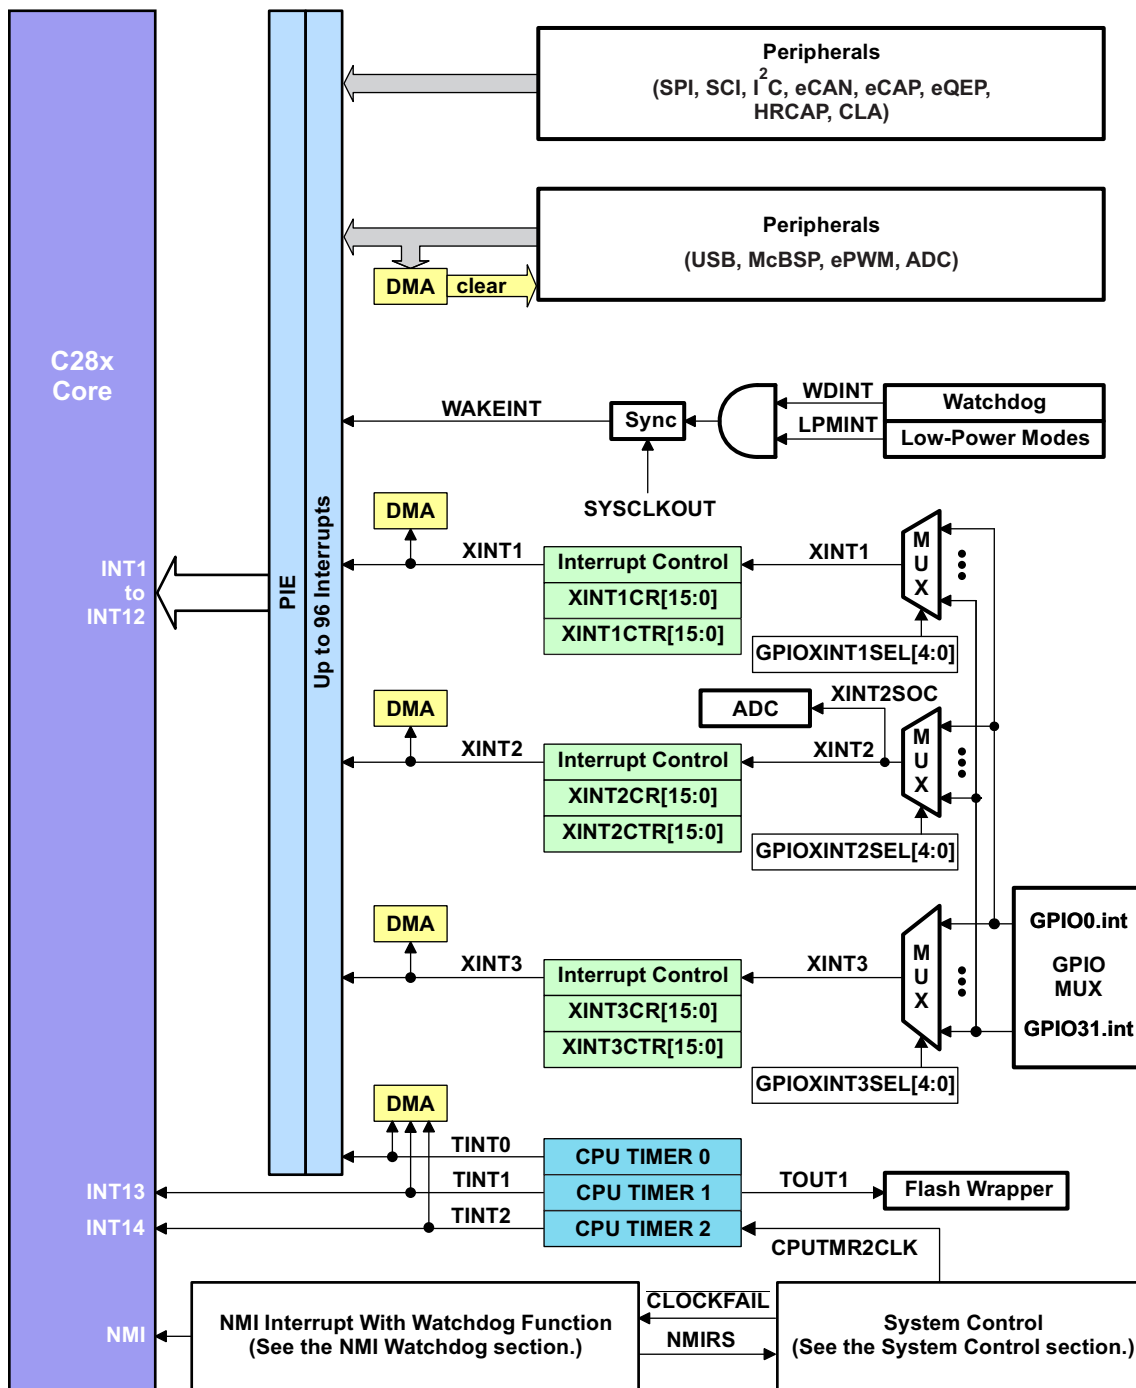 Peripherals
(SPI, SCI, I²C, eCAN, eCAP, eQEP,
HRCAP, CLA)
Peripherals
(USB, McBSP, ePWM, ADC)
DMA
clear
C28x
Core
WAKEINT
Sync
WDINT
LPMINT
Watchdog
Low-Power Modes
SYSCLKOUT
PIE
Up to 96 Interrupts
INT1
to
INT12
DMA
XINT1
Interrupt Control
XINT1CR[15:0]
XINT1CTR[15:0]
XINT1
MUX
GPIOXINT1SEL[4:0]
DMA
XINT2
Interrupt Control
XINT2CR[15:0]
XINT2CTR[15:0]
ADC
XINT2SOC
XINT2
MUX
GPIOXINT2SEL[4:0]
DMA
XINT3
Interrupt Control
XINT3CR[15:0]
XINT3CTR[15:0]
XINT3
MUX
GPIOXINT3SEL[4:0]
GPIO0.int
GPIO
MUX
GPIO31.int
DMA
TINT0
CPU TIMER 0
INT13
TINT1
CPU TIMER 1
TOUT1
Flash Wrapper
INT14
TINT2
CPU TIMER 2
CPUTMR2CLK
NMI
NMI Interrupt With Watchdog Function
(See the NMI Watchdog section.)
CLOCKFAIL
NMIRS
System Control
(See the System Control section.)